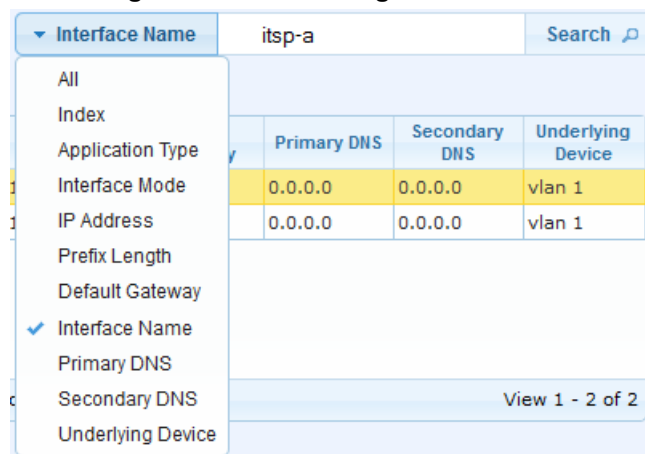 Interface Name itsp-a Search
All
Index
Application Type
Interface Mode
IP Address
Prefix Length
Default Gateway
Interface Name
Primary DNS
Secondary DNS
Underlying Device
Primary DNS Secondary DNS Underlying Device
0.0.0.0 0.0.0.0 vlan 1
0.0.0.0 0.0.0.0 vlan 1
View 1 - 2 of 2